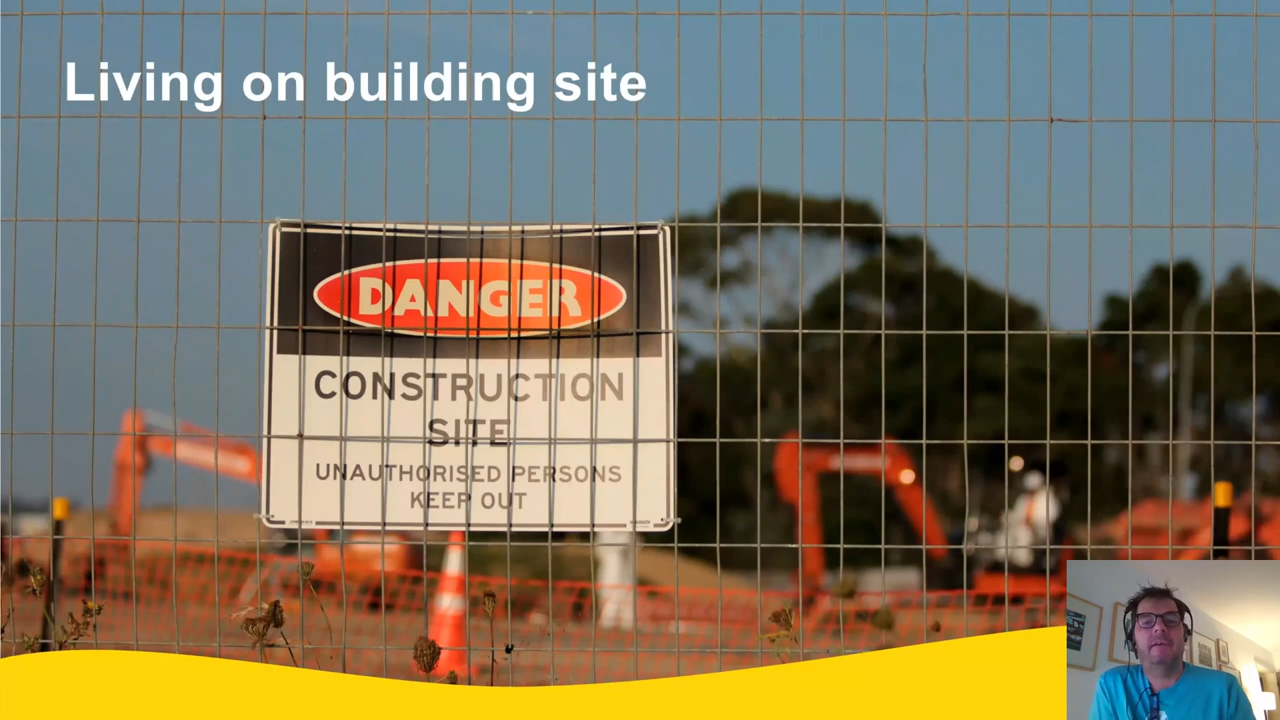 Living on building site
DANGER
CONSTRUCTION
SITE
UNAUTHORISED PERSONS
KEEP OUT